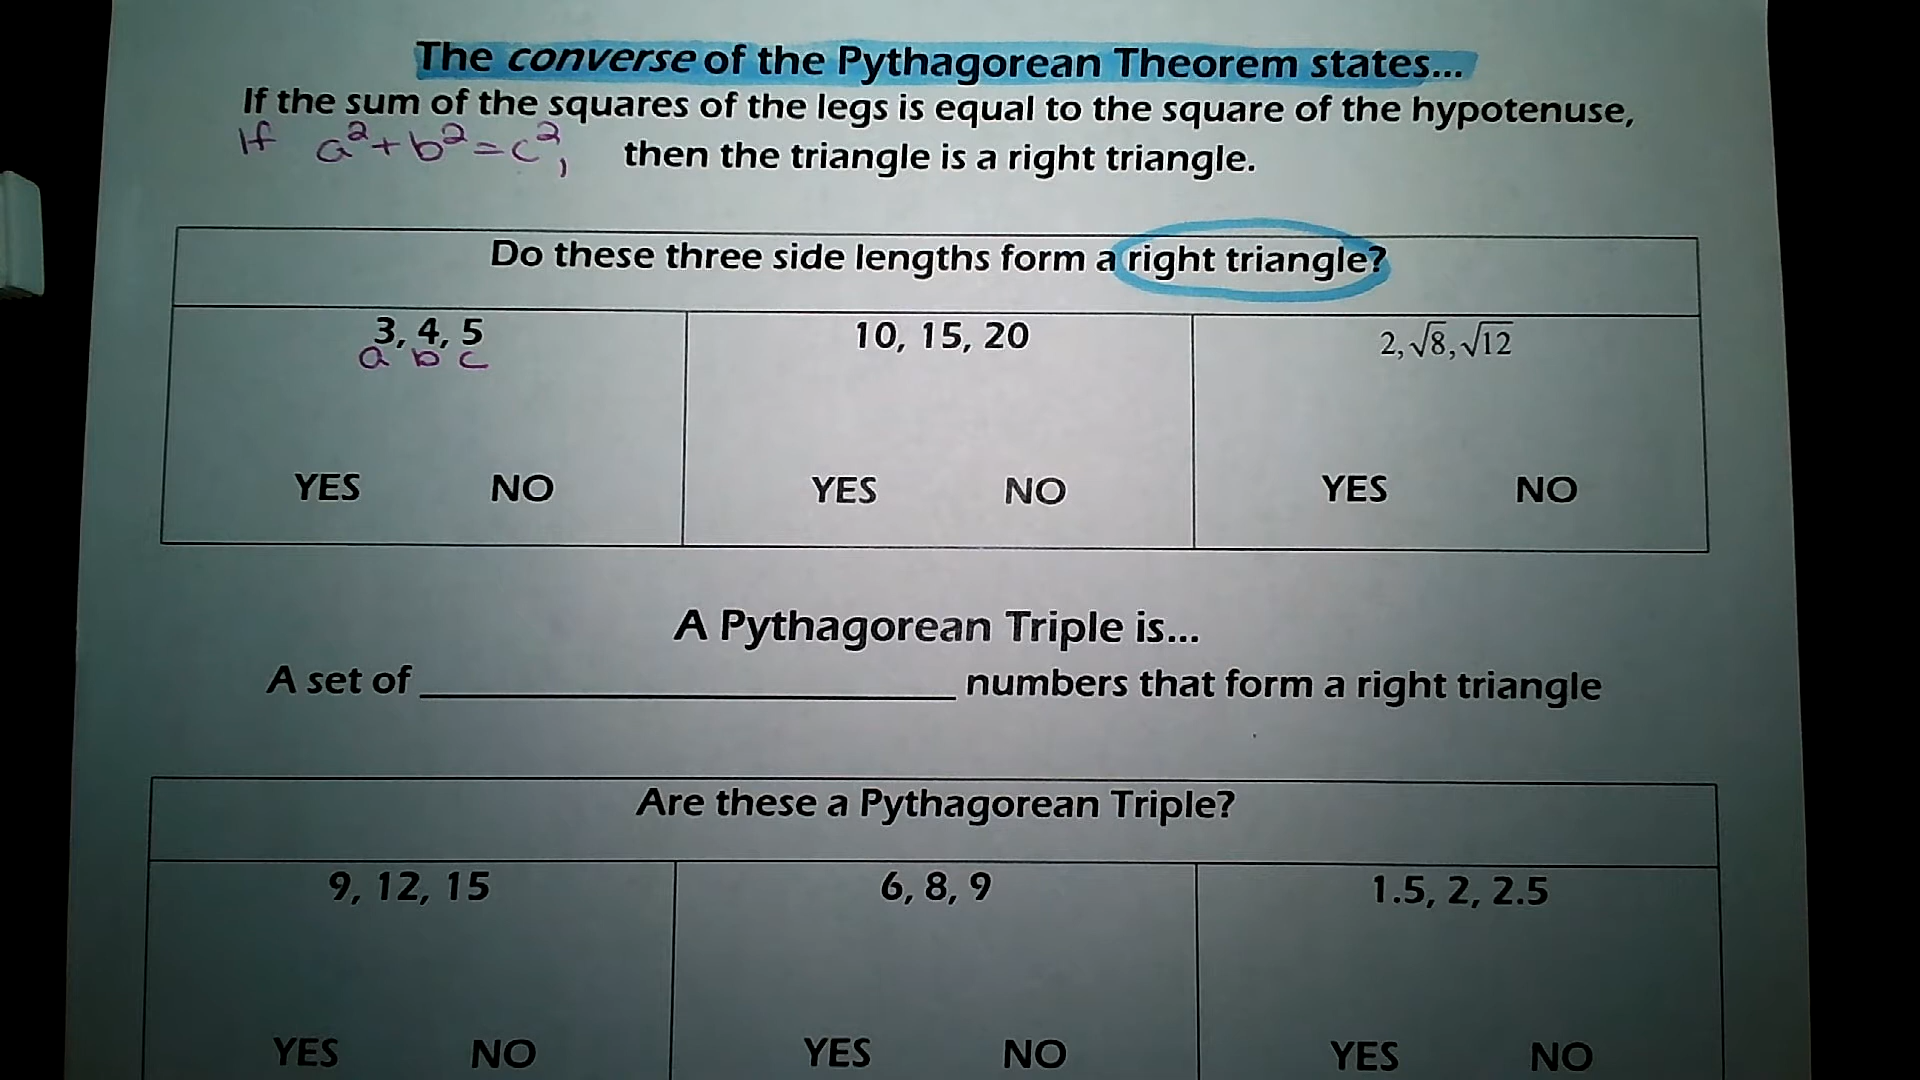 The converse of the Pythagorean Theorem states...
If the sum of the squares of the legs is equal to the square of the hypotenuse,
If a²+b²=c², then the triangle is a right triangle.
Do these three side lengths form a right triangle?
3, 4, 5
a b c
YES NO
10, 15, 20
YES NO
2, √8, √12
YES NO
A Pythagorean Triple is...
A set of ______________________ numbers that form a right triangle
Are these a Pythagorean Triple?
9, 12, 15
YES NO
6, 8, 9
YES NO
1.5, 2, 2.5
YES NO